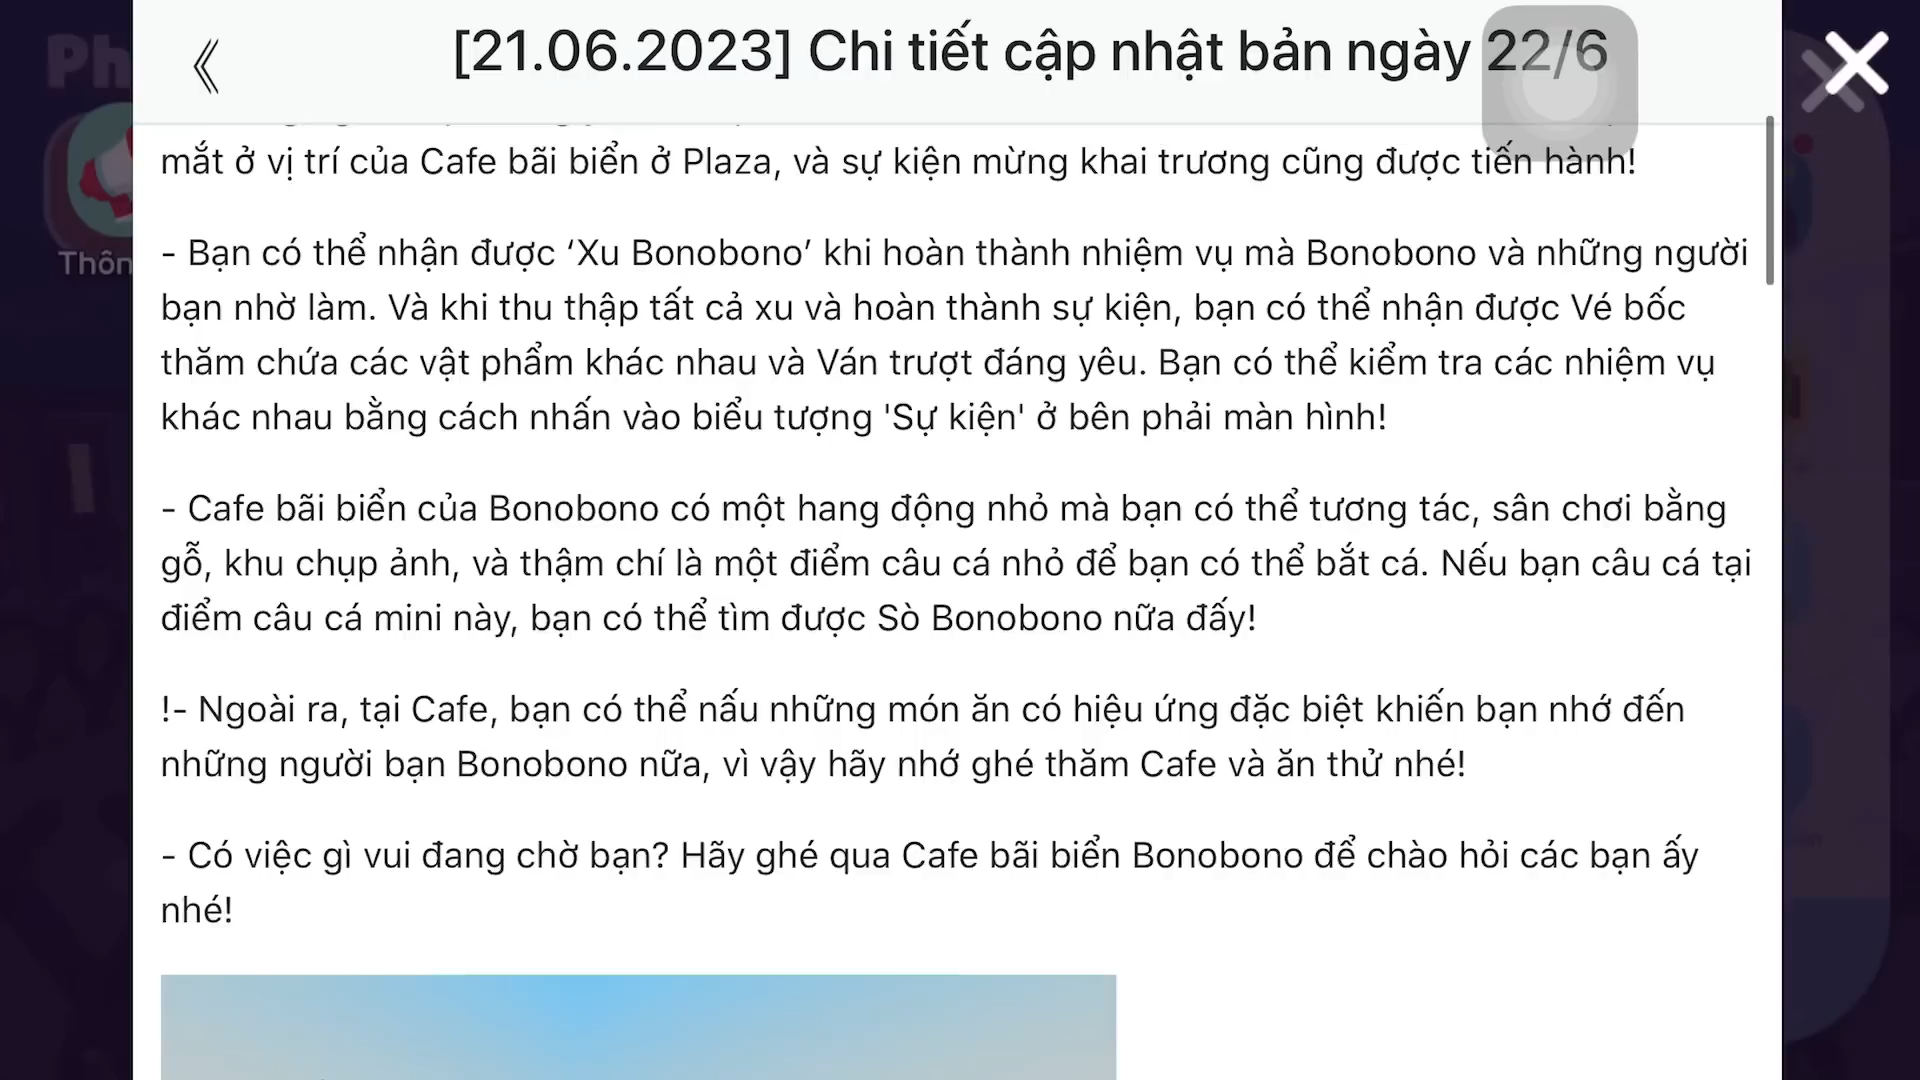 [21.06.2023] Chi tiết cập nhật bản ngày 22/6
Ph
Thôn
mắt ở vị trí của Cafe bãi biển ở Plaza, và sự kiện mừng khai trương cũng được tiến hành!
- Bạn có thể nhận được ‘Xu Bonobono’ khi hoàn thành nhiệm vụ mà Bonobono và những người
bạn nhờ làm. Và khi thu thập tất cả xu và hoàn thành sự kiện, bạn có thể nhận được Vé bốc
thăm chứa các vật phẩm khác nhau và Ván trượt đáng yêu. Bạn có thể kiểm tra các nhiệm vụ
khác nhau bằng cách nhấn vào biểu tượng 'Sự kiện' ở bên phải màn hình!
- Cafe bãi biển của Bonobono có một hang động nhỏ mà bạn có thể tương tác, sân chơi bằng
gỗ, khu chụp ảnh, và thậm chí là một điểm câu cá nhỏ để bạn có thể bắt cá. Nếu bạn câu cá tại
điểm câu cá mini này, bạn có thể tìm được Sò Bonobono nữa đấy!
!- Ngoài ra, tại Cafe, bạn có thể nấu những món ăn có hiệu ứng đặc biệt khiến bạn nhớ đến
những người bạn Bonobono nữa, vì vậy hãy nhớ ghé thăm Cafe và ăn thử nhé!
- Có việc gì vui đang chờ bạn? Hãy ghé qua Cafe bãi biển Bonobono để chào hỏi các bạn ấy
nhé!